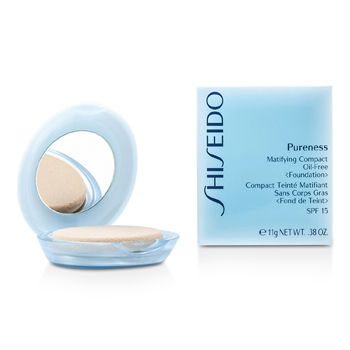 SHISEIDO
Pureness
Matifying Compact
Oil-Free
<Foundation>
Compact Teinté Matifiant
Sans Corps Gras
<Fond de Teint>
SPF 15
℮ 11g NET WT. .38 OZ.